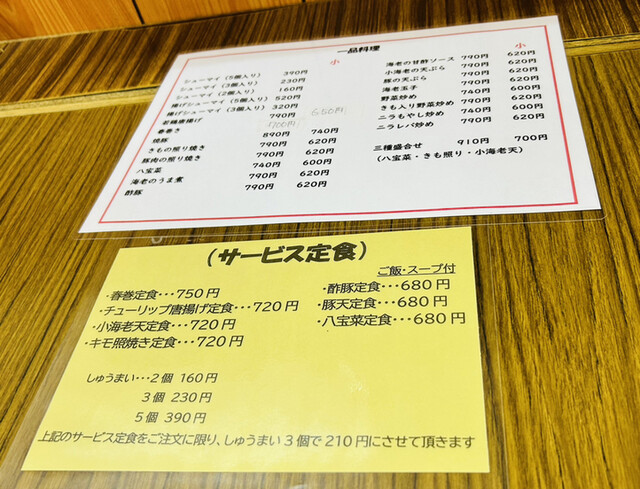 一品料理
小
シューマイ（5個入り） 390円
シューマイ（3個入り） 230円
シューマイ（2個入り） 160円
揚げシューマイ（5個入り） 520円
揚げシューマイ（3個入り） 320円
若鶏唐揚げ 790円 650円
春巻き 700円
焼豚 890円 740円
きもの照り焼き 790円 620円
豚肉の照り焼き 790円 620円
八宝菜 740円 600円
海老のうま煮 790円 620円
酢豚 790円 620円
小
海老の甘酢ソース 790円 620円
小海老の天ぷら 790円 620円
豚の天ぷら 790円 620円
海老玉子 790円 620円
野菜炒め 740円 600円
きも入り野菜炒め 790円 620円
ニラもやし炒め 740円 600円
ニラレバ炒め 790円 620円
三種盛合せ 910円 700円
（八宝菜・きも照り・小海老天）
（サービス定食）
ご飯・スープ付
・春巻定食・・・750円
・チューリップ唐揚げ定食・・・720円
・小海老天定食・・・720円
・キモ照焼き定食・・・720円
・酢豚定食・・・680円
・豚天定食・・・680円
・八宝菜定食・・・680円
しゅうまい・・・2個 160円
3個 230円
5個 390円
上記のサービス定食をご注文に限り、しゅうまい3個で210円にさせて頂きます